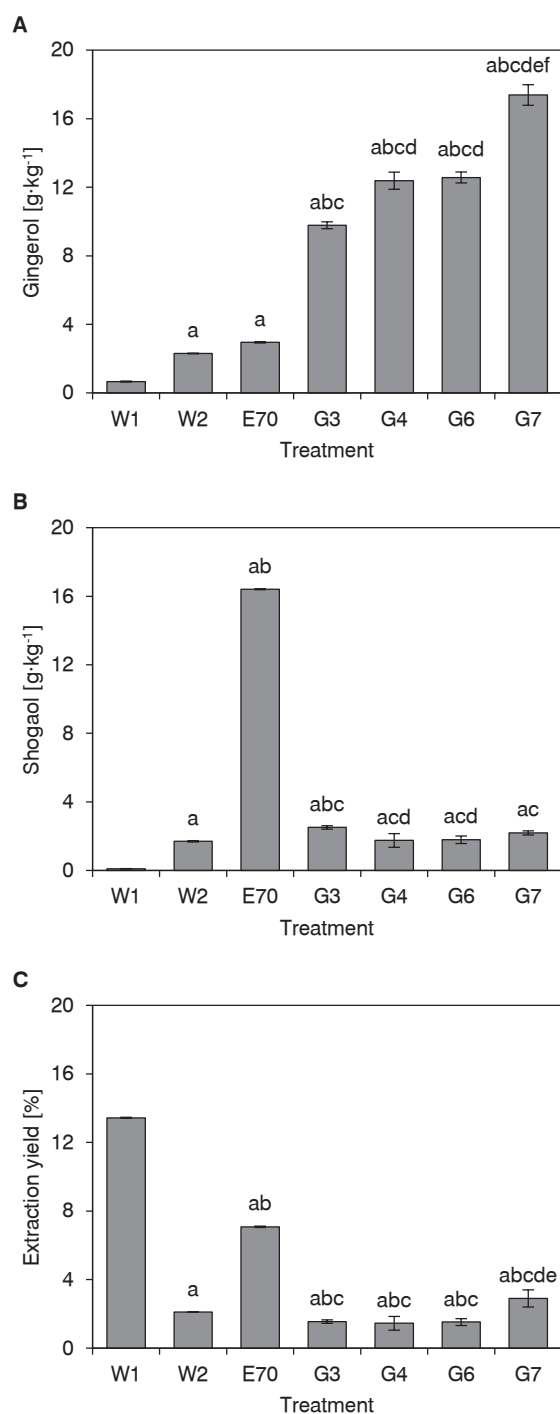 A
Gingerol [g·kg⁻¹]
20
16
12
8
4
0
a
a
abc
abcd
abcd
abcdef
W1 W2 E70 G3 G4 G6 G7
Treatment
B
Shogaol [g·kg⁻¹]
20
16
12
8
4
0
a
ab
abc
acd
acd
ac
W1 W2 E70 G3 G4 G6 G7
Treatment
C
Extraction yield [%]
20
16
12
8
4
0
a
ab
abc
abc
abc
abcde
W1 W2 E70 G3 G4 G6 G7
Treatment